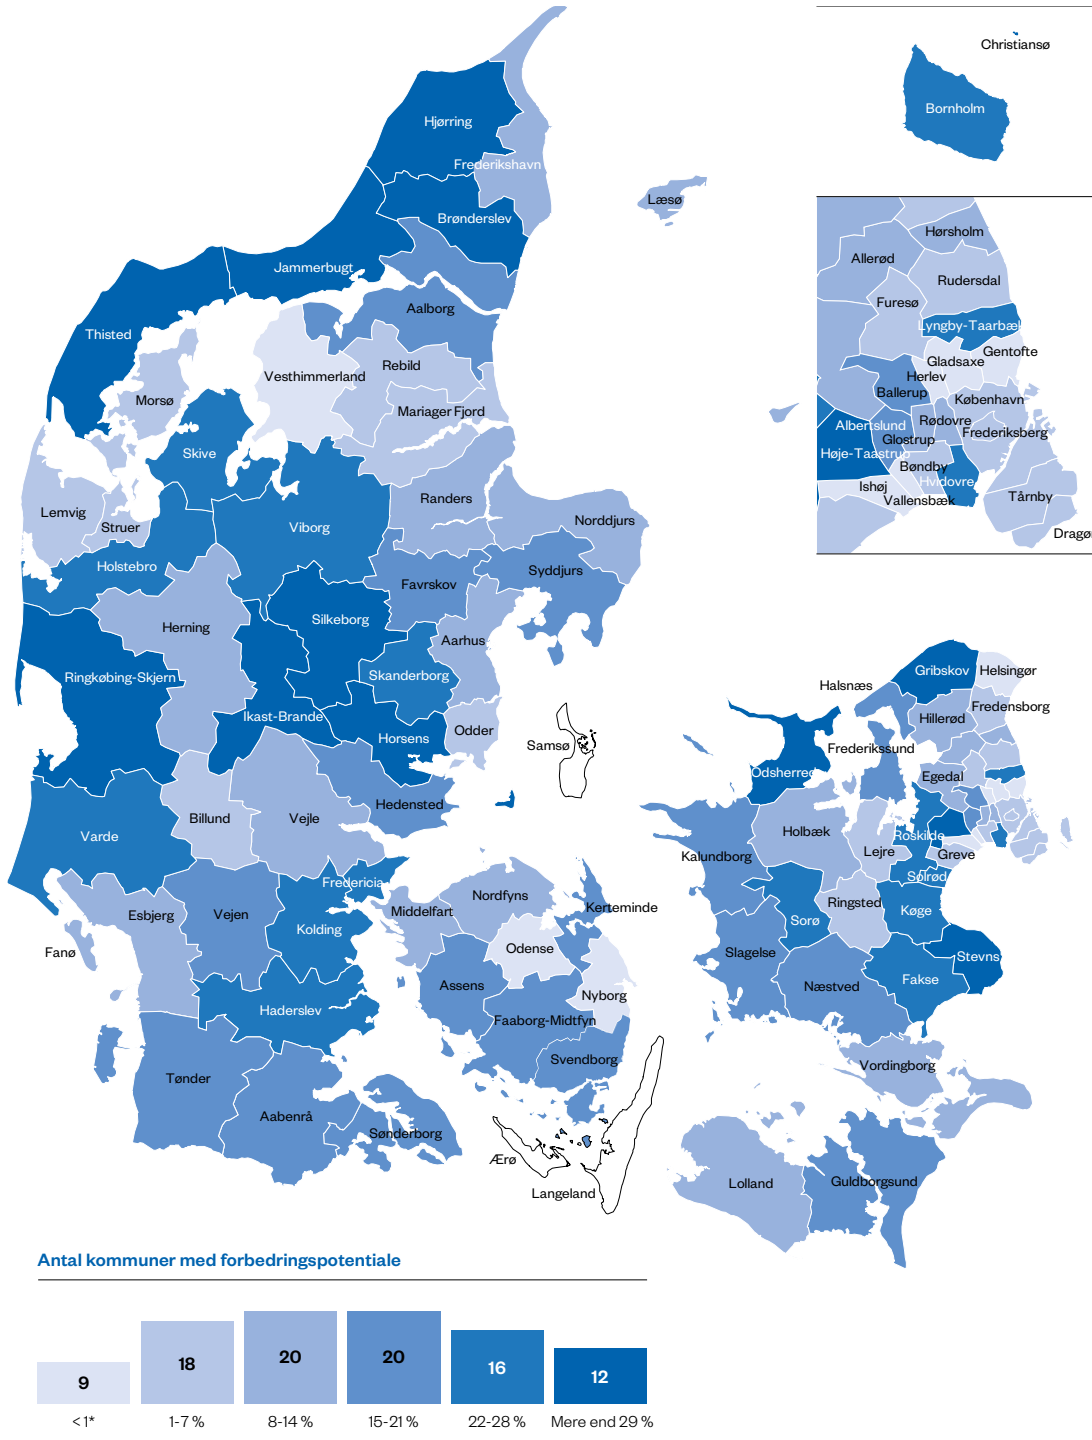 Christiansø
Bornholm
Hjørring
Frederikshavn
Læsø
Brønderslev
Jammerbugt
Aalborg
Thisted
Vesthimmerland
Rebild
Morsø
Mariager Fjord
Skive
Randers
Lemvig
Struer
Viborg
Norddjurs
Holstebro
Favrskov
Syddjurs
Herning
Silkeborg
Aarhus
Ringkøbing-Skjern
Skanderborg
Ikast-Brande
Horsens
Odder
Samsø
Hedensted
Billund
Vejle
Varde
Fredericia
Esbjerg
Vejen
Kolding
Fanø
Haderslev
Tønder
Aabenrå
Sønderborg
Middelfart
Nordfyns
Kerteminde
Odense
Assens
Nyborg
Faaborg-Midtfyn
Svendborg
Ærø
Langeland
Hørsholm
Allerød
Rudersdal
Furesø
Lyngby-Taarbæk
Gentofte
Gladsaxe
Herlev
Ballerup
København
Albertslund
Rødovre
Frederiksberg
Glostrup
Høje-Taastrup
Bøndby
Hvidovre
Ishøj
Vallensbæk
Tårnby
Dragø
Gribskov
Helsingør
Halsnæs
Fredensborg
Hillerød
Frederikssund
Odsherred
Egedal
Holbæk
Roskilde
Kalundborg
Lejre
Greve
Solrød
Ringsted
Køge
Sorø
Slagelse
Stevns
Næstved
Fakse
Vordingborg
Lolland
Guldborgsund
Antal kommuner med forbedringspotentiale
9
18
20
20
16
12
< 1*
1-7 %
8-14 %
15-21 %
22-28 %
Mere end 29 %